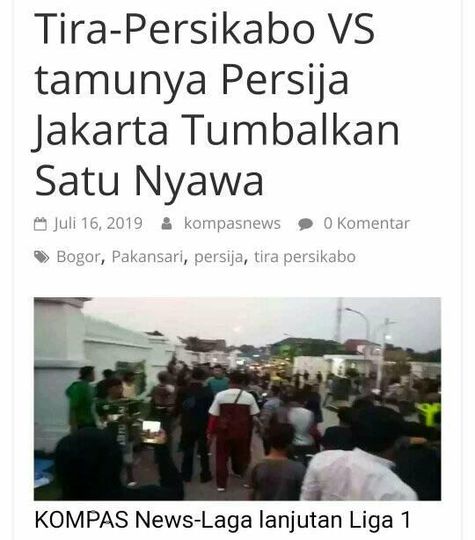 Tira-Persikabo VS
tamunya Persija
Jakarta Tumbalkan
Satu Nyawa
Juli 16, 2019 kompasnews 0 Komentar
Bogor, Pakansari, persija, tira persikabo
KOMPAS News-Laga lanjutan Liga 1